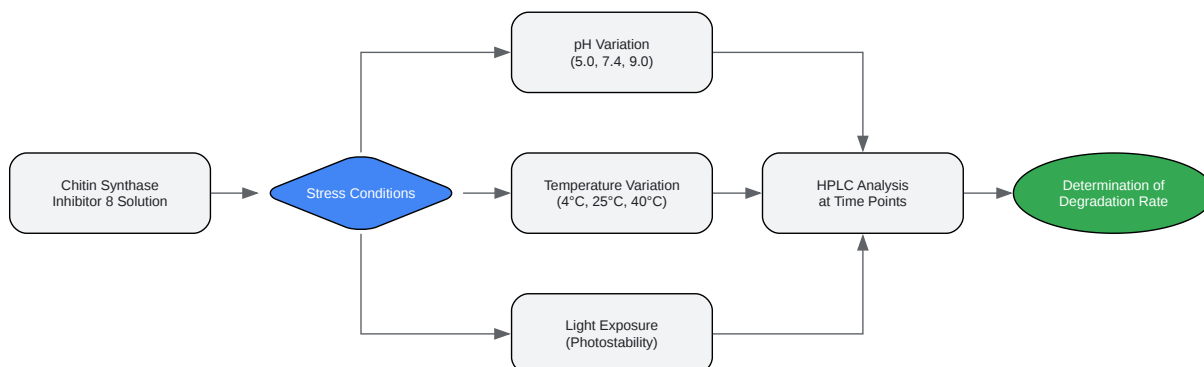 Chitin Synthase
Inhibitor 8 Solution
Stress Conditions
pH Variation
(5.0, 7.4, 9.0)
Temperature Variation
(4°C, 25°C, 40°C)
Light Exposure
(Photostability)
HPLC Analysis
at Time Points
Determination of
Degradation Rate